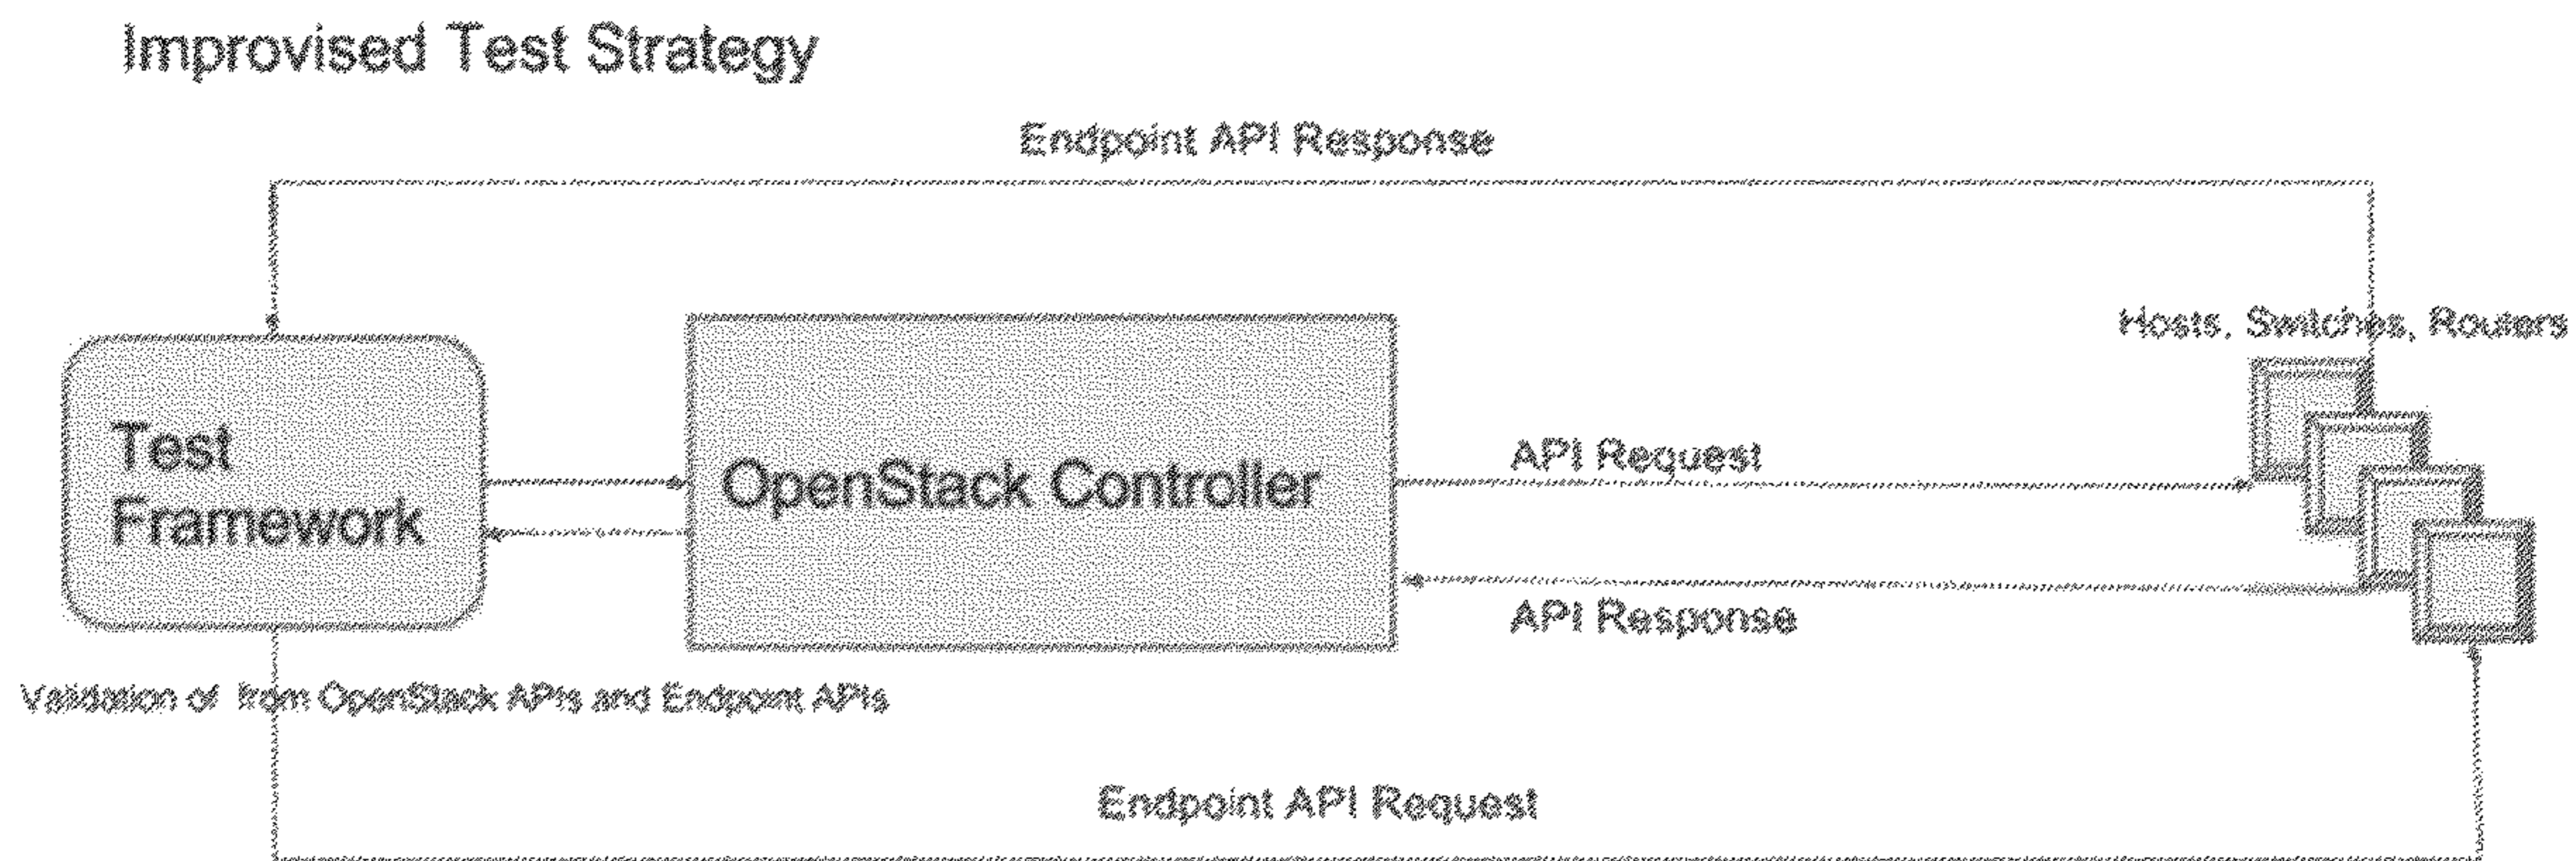 Improvised Test Strategy
Endpoint API Response
Hosts, Switches, Routers
Test
Framework
OpenStack Controller
API Request
API Response
Validation of from OpenStack APIs and Endpoint APIs
Endpoint API Request